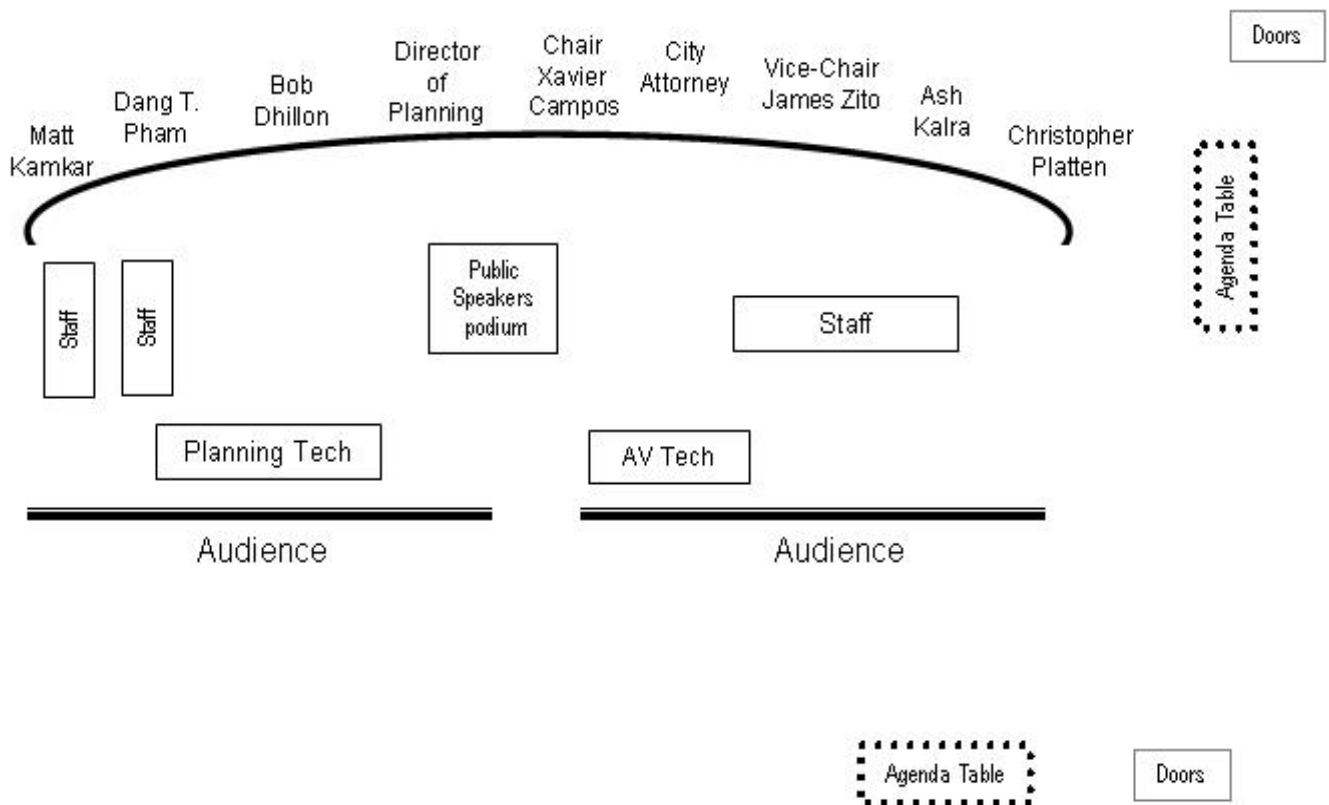 Doors
Matt
Kamkar
Dang T.
Pham
Bob
Dhillon
Director
of
Planning
Chair
Xavier
Campos
City
Attorney
Vice-Chair
James Zito
Ash
Kalra
Christopher
Platten
Agenda Table
Staff
Staff
Public
Speakers
podium
Staff
Planning Tech
AV Tech
Audience
Audience
Agenda Table
Doors